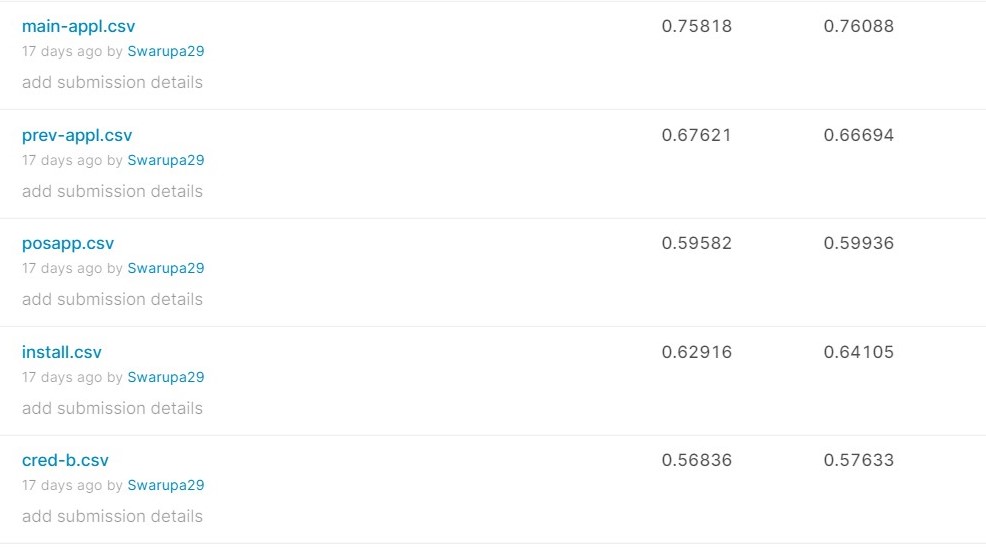 main-appl.csv 0.75818 0.76088
17 days ago by Swarupa29
add submission details
prev-appl.csv 0.67621 0.66694
17 days ago by Swarupa29
add submission details
posapp.csv 0.59582 0.59936
17 days ago by Swarupa29
add submission details
install.csv 0.62916 0.64105
17 days ago by Swarupa29
add submission details
cred-b.csv 0.56836 0.57633
17 days ago by Swarupa29
add submission details